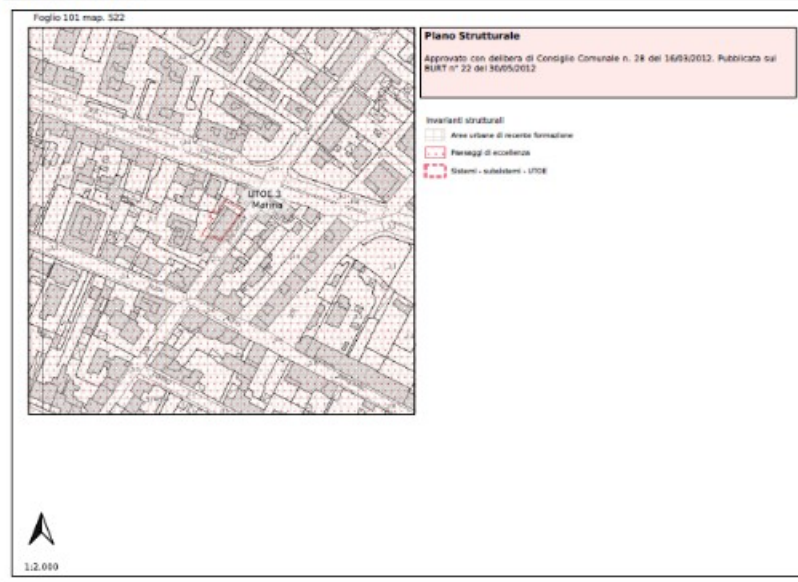 Foglio 101 map. 522
Plano Strutturale
Approvato con delibera di Consiglio Comunale n. 28 del 16/03/2012. Pubblicata sul
BURT n° 22 del 30/05/2012
UTOE 3
Marina
Invarianti strutturali
Aree urbane di recente formazione
Paesaggi di eccellenza
Sistemi - subsistemi - UTOE
1:2.000